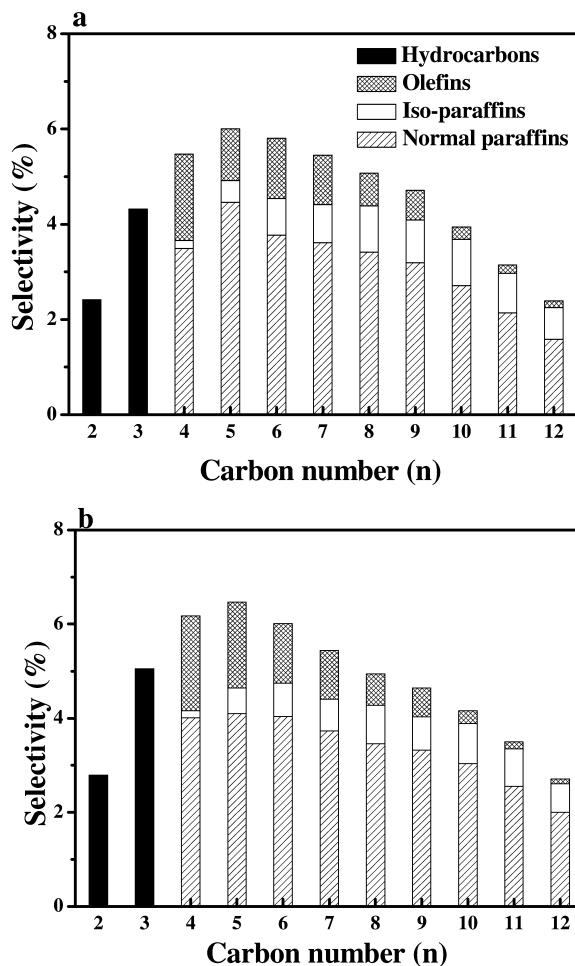 a
8
Hydrocarbons
Olefins
Iso-paraffins
Normal paraffins
6
4
2
0
Selectivity (%)
2 3 4 5 6 7 8 9 10 11 12
Carbon number (n)
b
8
6
4
2
0
Selectivity (%)
2 3 4 5 6 7 8 9 10 11 12
Carbon number (n)